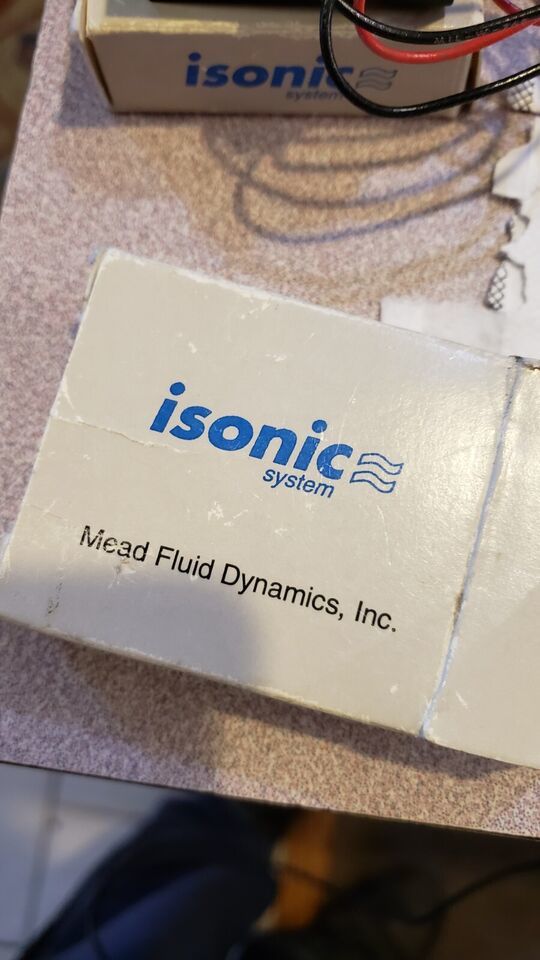 isonic
system
isonic
system
Mead Fluid Dynamics, Inc.